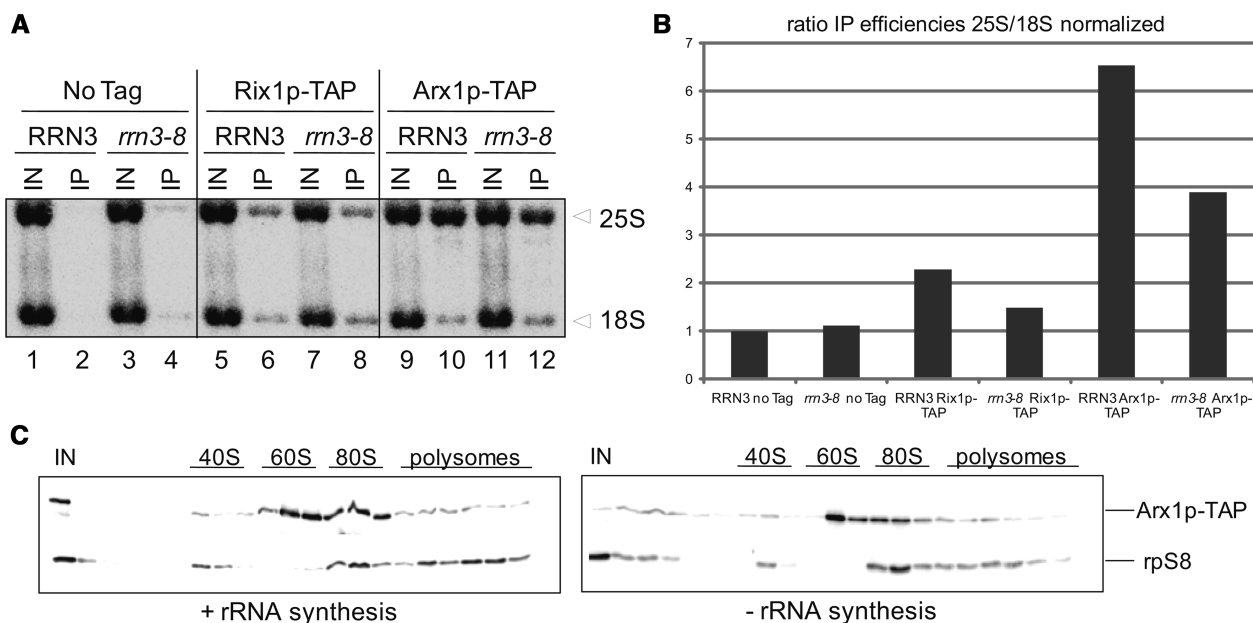 A
No Tag Rix1p-TAP Arx1p-TAP
RRN3 rrn3-8 RRN3 rrn3-8 RRN3 rrn3-8
IN IP IN IP IN IP IN IP IN IP IN IP
25S
18S
1 2 3 4 5 6 7 8 9 10 11 12
B
ratio IP efficiencies 25S/18S normalized
7
6
5
4
3
2
1
0
RRN3 no Tag rrn3-8 no Tag RRN3 Rix1p-TAP rrn3-8 Rix1p-TAP RRN3 Arx1p-TAP rrn3-8 Arx1p-TAP
C
IN 40S 60S 80S polysomes
+ rRNA synthesis
IN 40S 60S 80S polysomes
Arx1p-TAP
rpS8
- rRNA synthesis